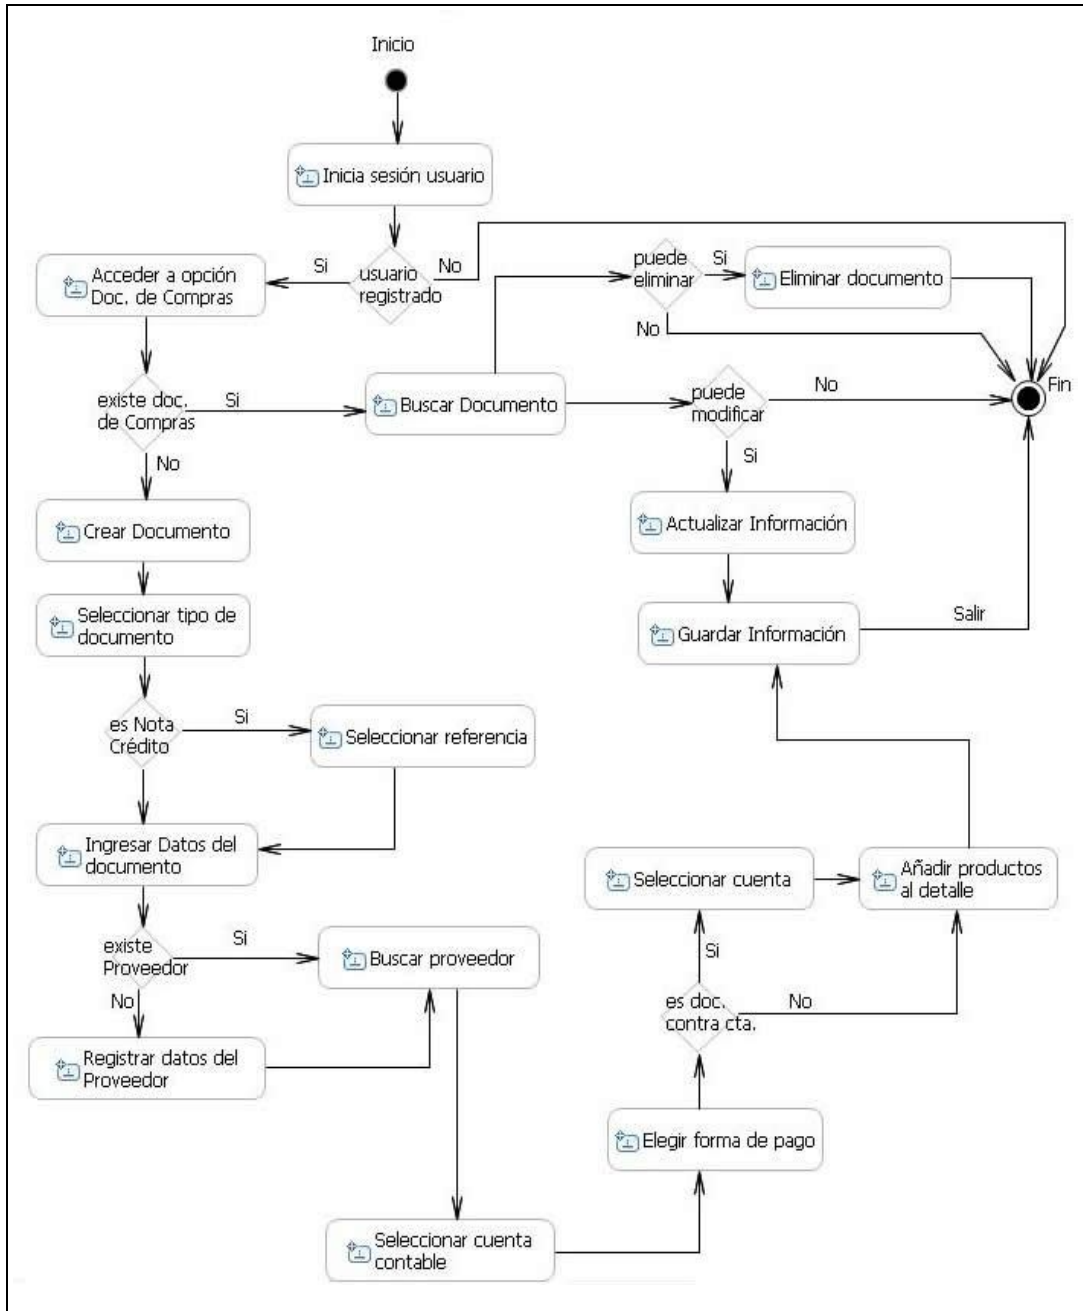 Inicio
Inicia sesión usuario
usuario
registrado
Si
No
Acceder a opción
Doc. de Compras
puede
eliminar
Si
No
Eliminar documento
existe doc.
de Compras
Si
No
Buscar Documento
puede
modificar
No
Si
Fin
Crear Documento
Actualizar Información
Seleccionar tipo de
documento
Guardar Información
Salir
es Nota
Crédito
Si
Seleccionar referencia
Ingresar Datos del
documento
Seleccionar cuenta
Añadir productos
al detalle
existe
Proveedor
Si
No
Buscar proveedor
Si
es doc.
contra cta.
No
Registrar datos del
Proveedor
Elegir forma de pago
Seleccionar cuenta
contable